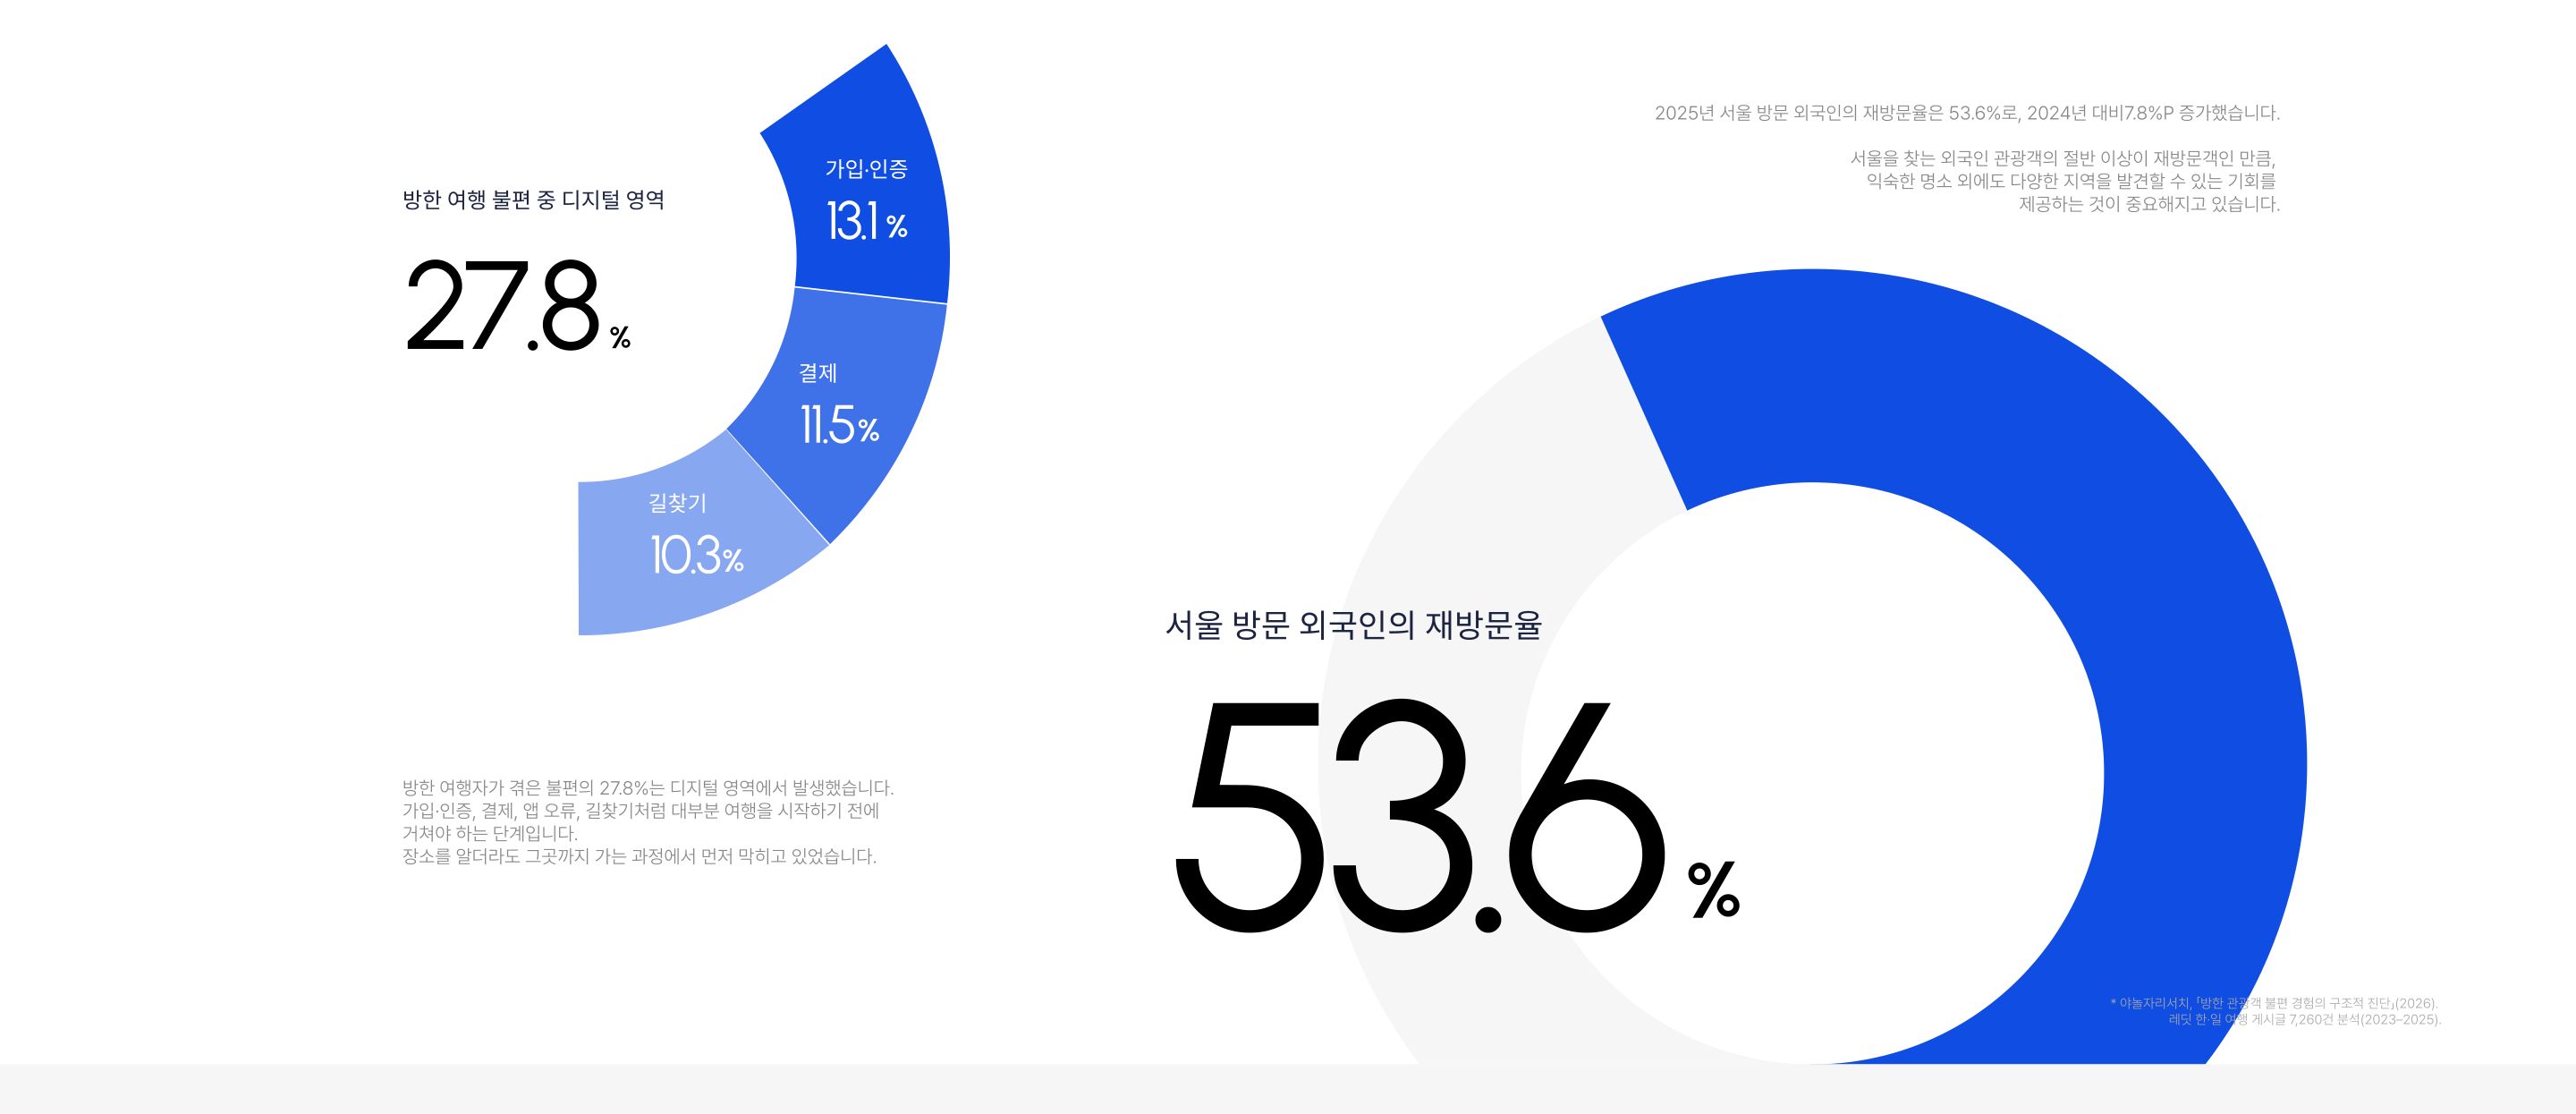 방한 여행 불편 중 디지털 영역
27.8 %
가입·인증
13.1 %
결제
11.5%
길찾기
10.3%
방한 여행자가 겪은 불편의 27.8%는 디지털 영역에서 발생했습니다.
가입·인증, 결제, 앱 오류, 길찾기처럼 대부분 여행을 시작하기 전에
거쳐야 하는 단계입니다.
장소를 알더라도 그곳까지 가는 과정에서 먼저 막히고 있었습니다.
2025년 서울 방문 외국인의 재방문율은 53.6%로, 2024년 대비7.8%P 증가했습니다.
서울을 찾는 외국인 관광객의 절반 이상이 재방문객인 만큼,
익숙한 명소 외에도 다양한 지역을 발견할 수 있는 기회를
제공하는 것이 중요해지고 있습니다.
서울 방문 외국인의 재방문율
53.6 %
* 야놀자리서치, 「방한 관광객 불편 경험의 구조적 진단」(2026).
레딧 한·일 여행 게시글 7,260건 분석(2023–2025).